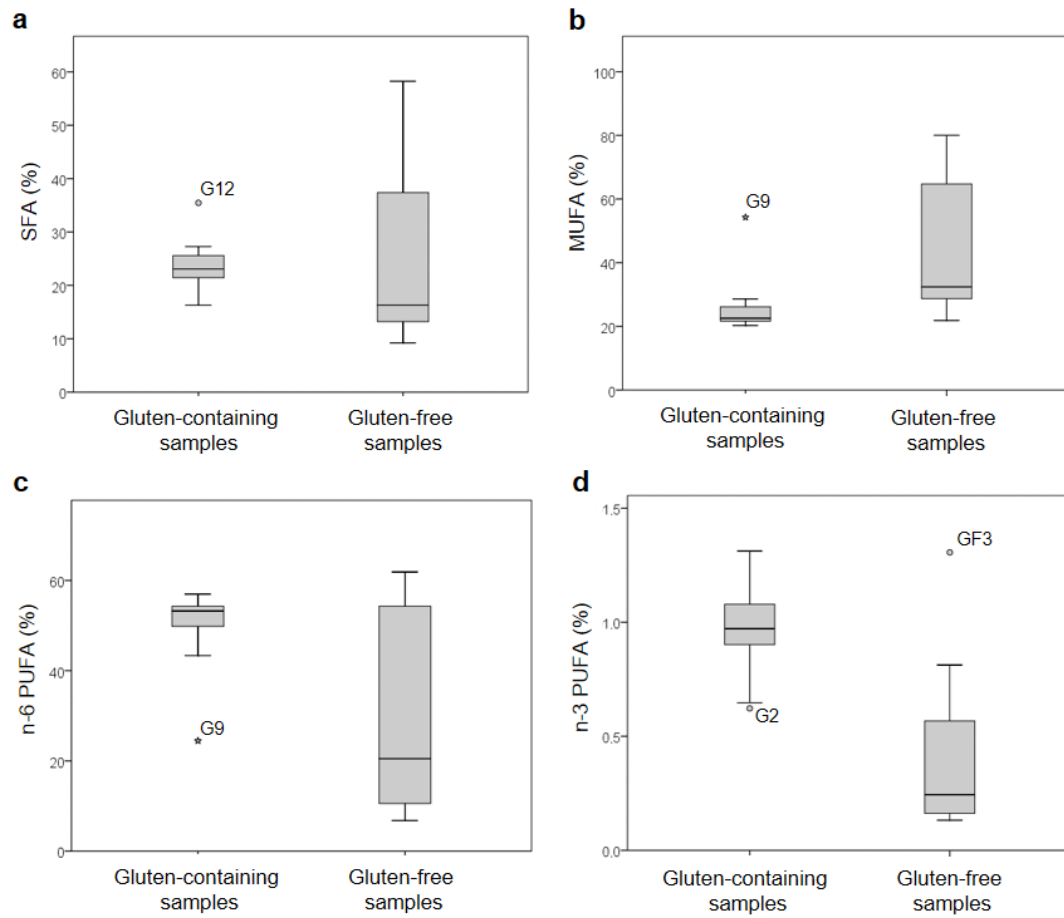 a
60
50
40
30
20
10
0
SFA (%)
G12
Gluten-containing
samples
Gluten-free
samples
b
100
80
60
40
20
0
MUFA (%)
G9
Gluten-containing
samples
Gluten-free
samples
c
60
40
20
0
n-6 PUFA (%)
G9
Gluten-containing
samples
Gluten-free
samples
d
1.5
1.0
0.5
0.0
n-3 PUFA (%)
GF3
G2
Gluten-containing
samples
Gluten-free
samples